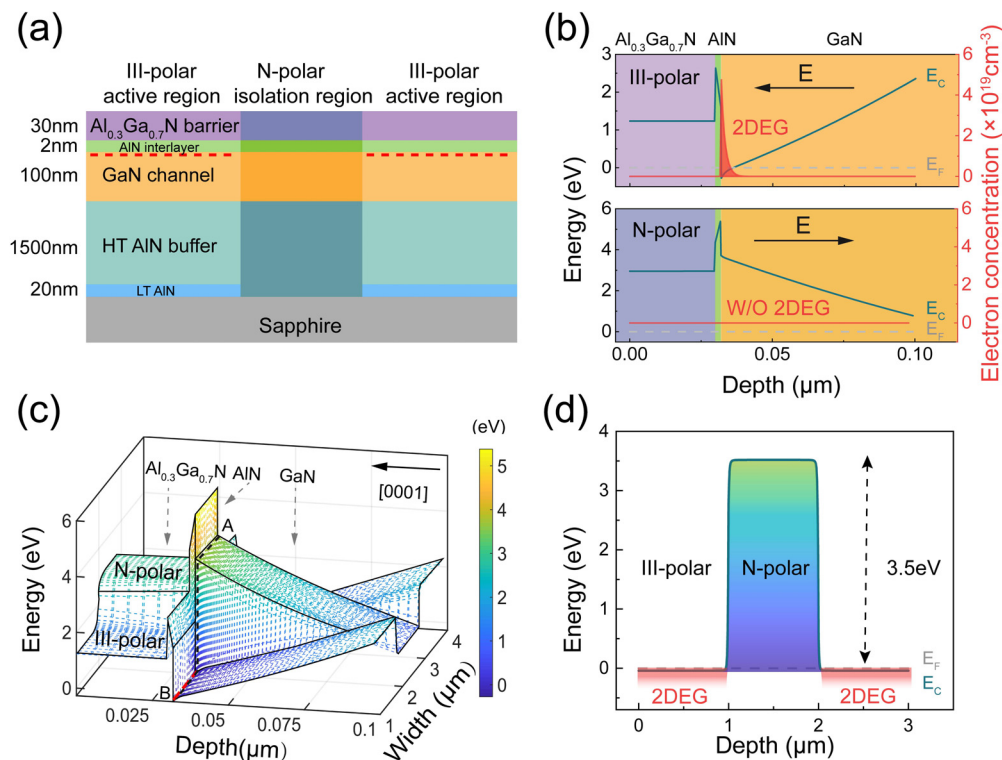 (a)
III-polar active region
N-polar isolation region
III-polar active region
30nm
Al0.3Ga0.7N barrier
2nm
AlN interlayer
100nm
GaN channel
1500nm
HT AlN buffer
20nm
LT AlN
Sapphire
(b)
Al0.3Ga0.7N AlN GaN
III-polar
E
2DEG
EC
EF
3
2
1
0
6
5
4
3
2
1
0
N-polar
E
W/O 2DEG
EC
EF
6
4
2
0
6
4
2
0
Energy (eV)
Electron concentration (×10^19cm^-3)
0.00 0.05 0.10
Depth (μm)
(c)
(eV)
Al0.3Ga0.7N AlN GaN
[0001]
A
N-polar
III-polar
B
6
4
2
0
Energy (eV)
0.025 0.05 0.075 0.1
Depth(μm)
1 2 3 4
Width (μm)
5
4
3
2
1
0
(d)
4
3
2
1
0
Energy (eV)
III-polar
N-polar
3.5eV
EF
EC
2DEG
2DEG
0 1 2 3
Depth (μm)